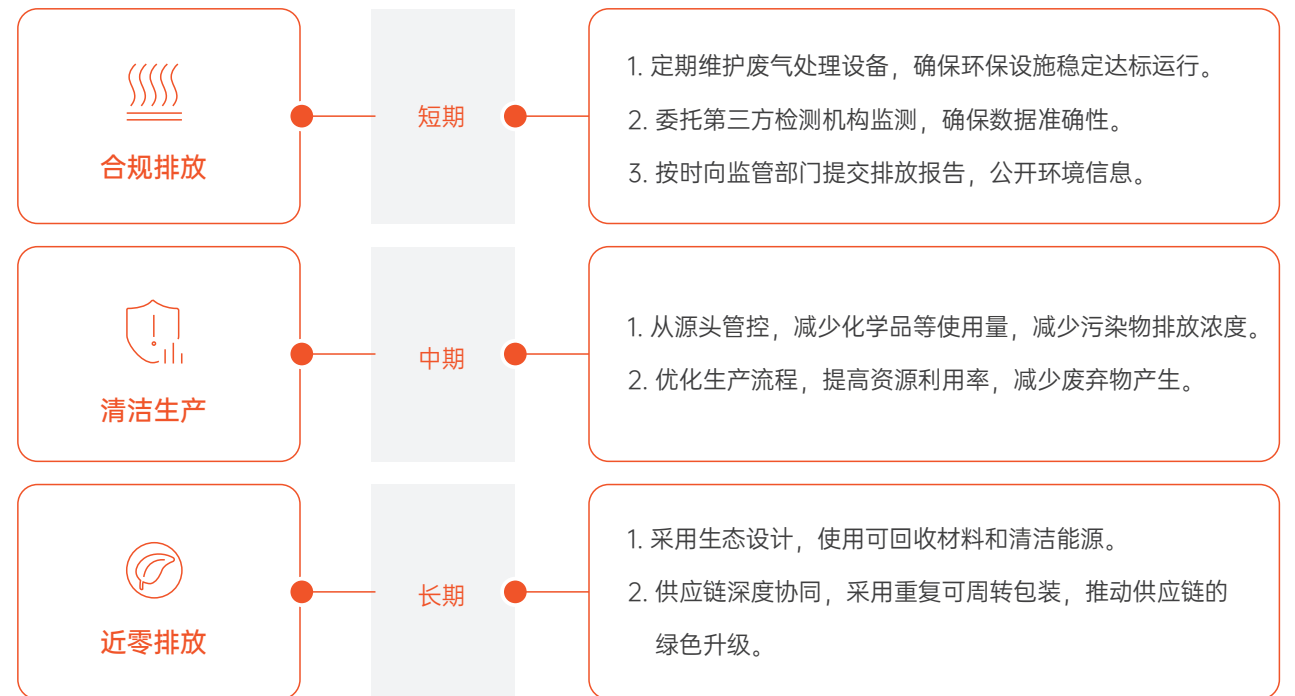 合规排放
短期
1. 定期维护废气处理设备，确保环保设施稳定达标运行。
2. 委托第三方检测机构监测，确保数据准确性。
3. 按时向监管部门提交排放报告，公开环境信息。
清洁生产
中期
1. 从源头管控，减少化学品等使用量，减少污染物排放浓度。
2. 优化生产流程，提高资源利用率，减少废弃物产生。
近零排放
长期
1. 采用生态设计，使用可回收材料和清洁能源。
2. 供应链深度协同，采用重复可周转包装，推动供应链的
绿色升级。